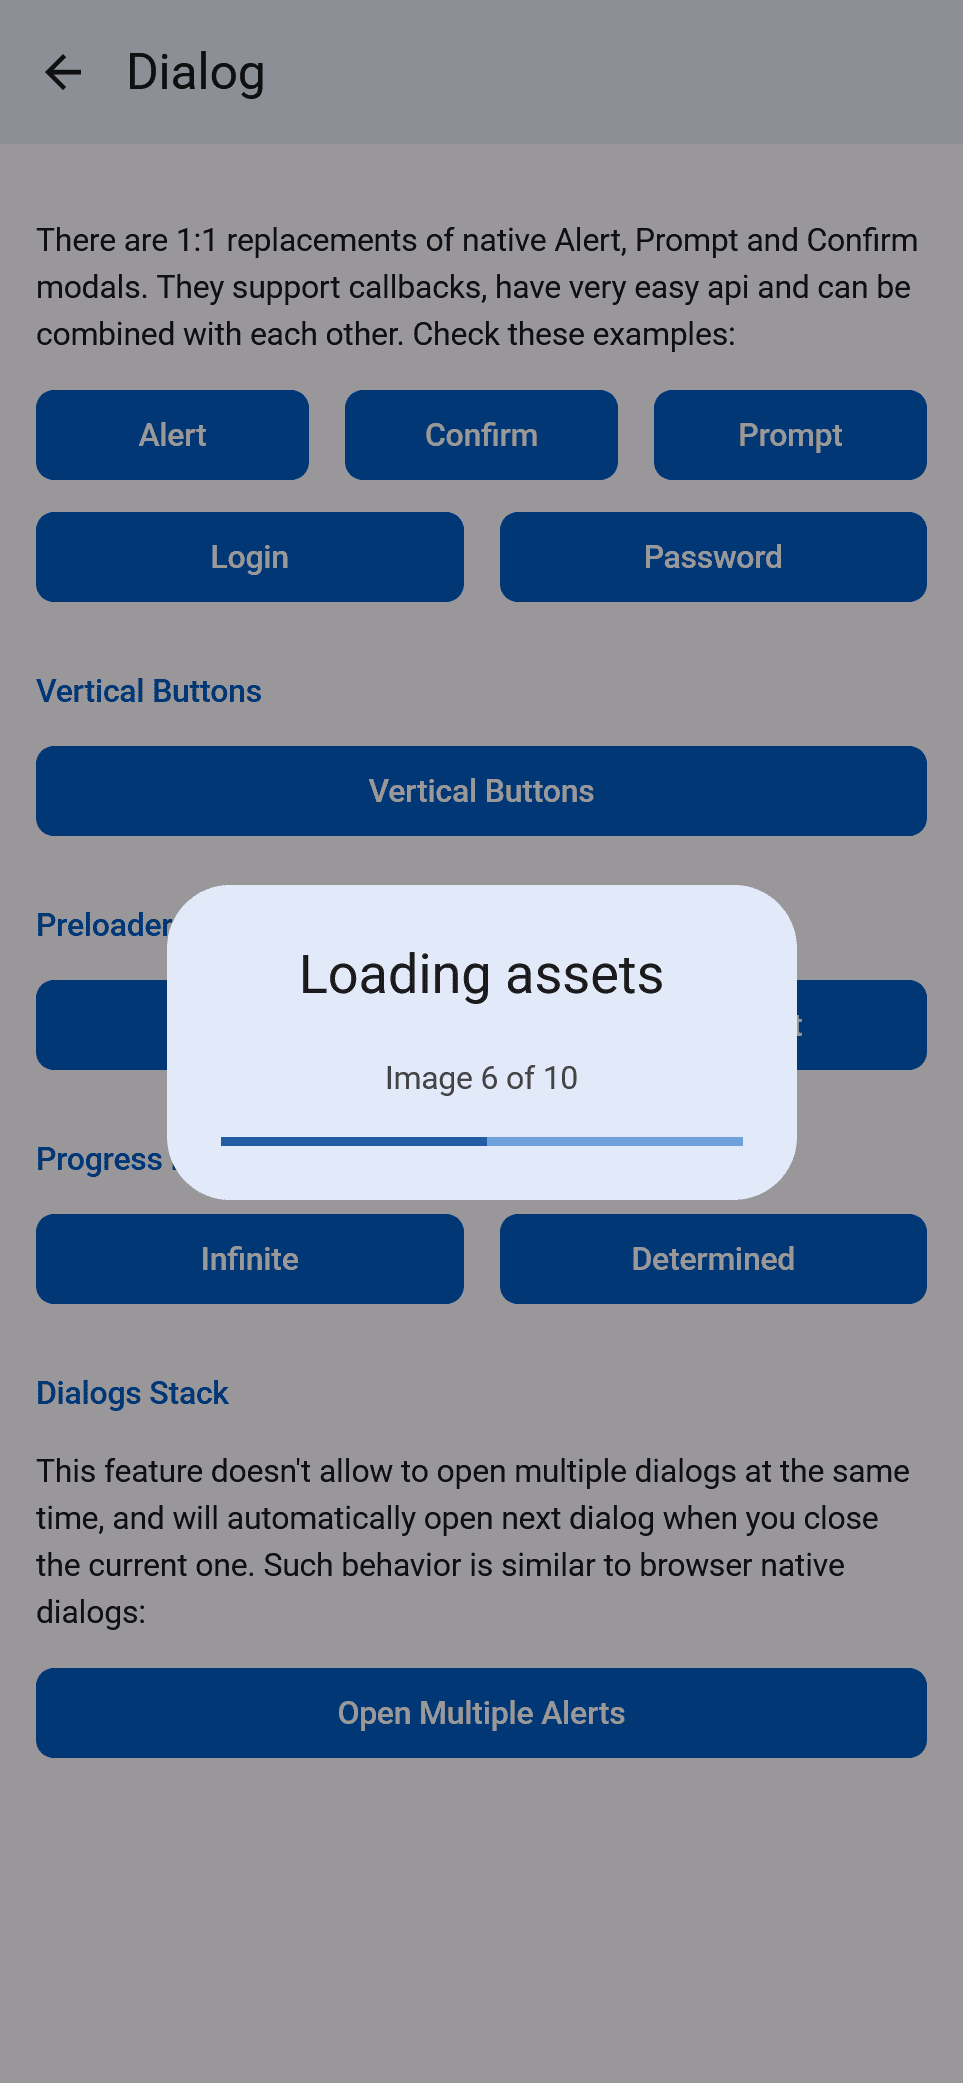 Dialog
There are 1:1 replacements of native Alert, Prompt and Confirm
modals. They support callbacks, have very easy api and can be
combined with each other. Check these examples:
Alert
Confirm
Prompt
Login
Password
Vertical Buttons
Vertical Buttons
Preloader
Loading assets
Image 6 of 10
Progress
Infinite
Determined
Dialogs Stack
This feature doesn't allow to open multiple dialogs at the same
time, and will automatically open next dialog when you close
the current one. Such behavior is similar to browser native
dialogs:
Open Multiple Alerts